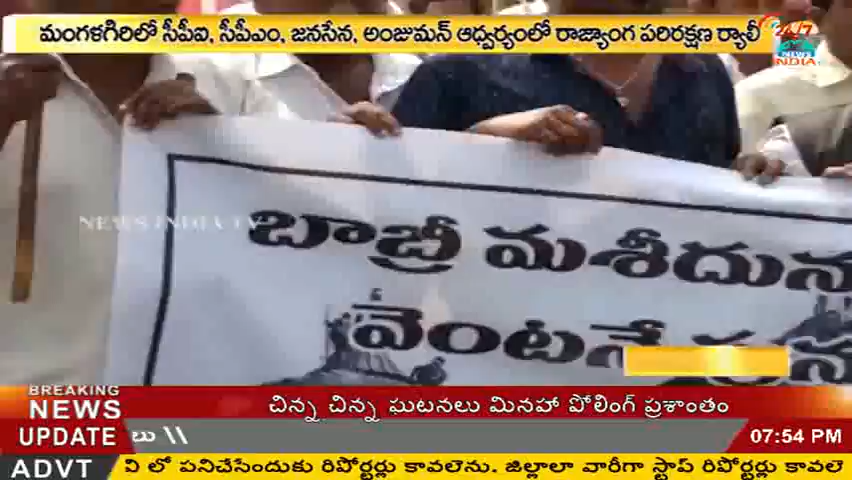 మంగళగిరిలో సీపీఐ, సీపీఎం, జనసేన, అంజుమన్ ఆధ్వర్యంలో రాజ్యాంగ పరిరక్షణ ర్యాలీ
24/7
NEWS
INDIA
NEWS INDIA TV
బాబ్రీ మశీదును
వెంటనే
BREAKING
NEWS
UPDATE
చిన్న చిన్న ఘటనలు మినహా పోలింగ్ ప్రశాంతం
లు \\
07:54 PM
ADVT
వి లో పనిచేసేందుకు రిపోర్టర్లు కావలెను. జిల్లాలా వారీగా స్టాప్ రిపోర్టర్లు కావలె